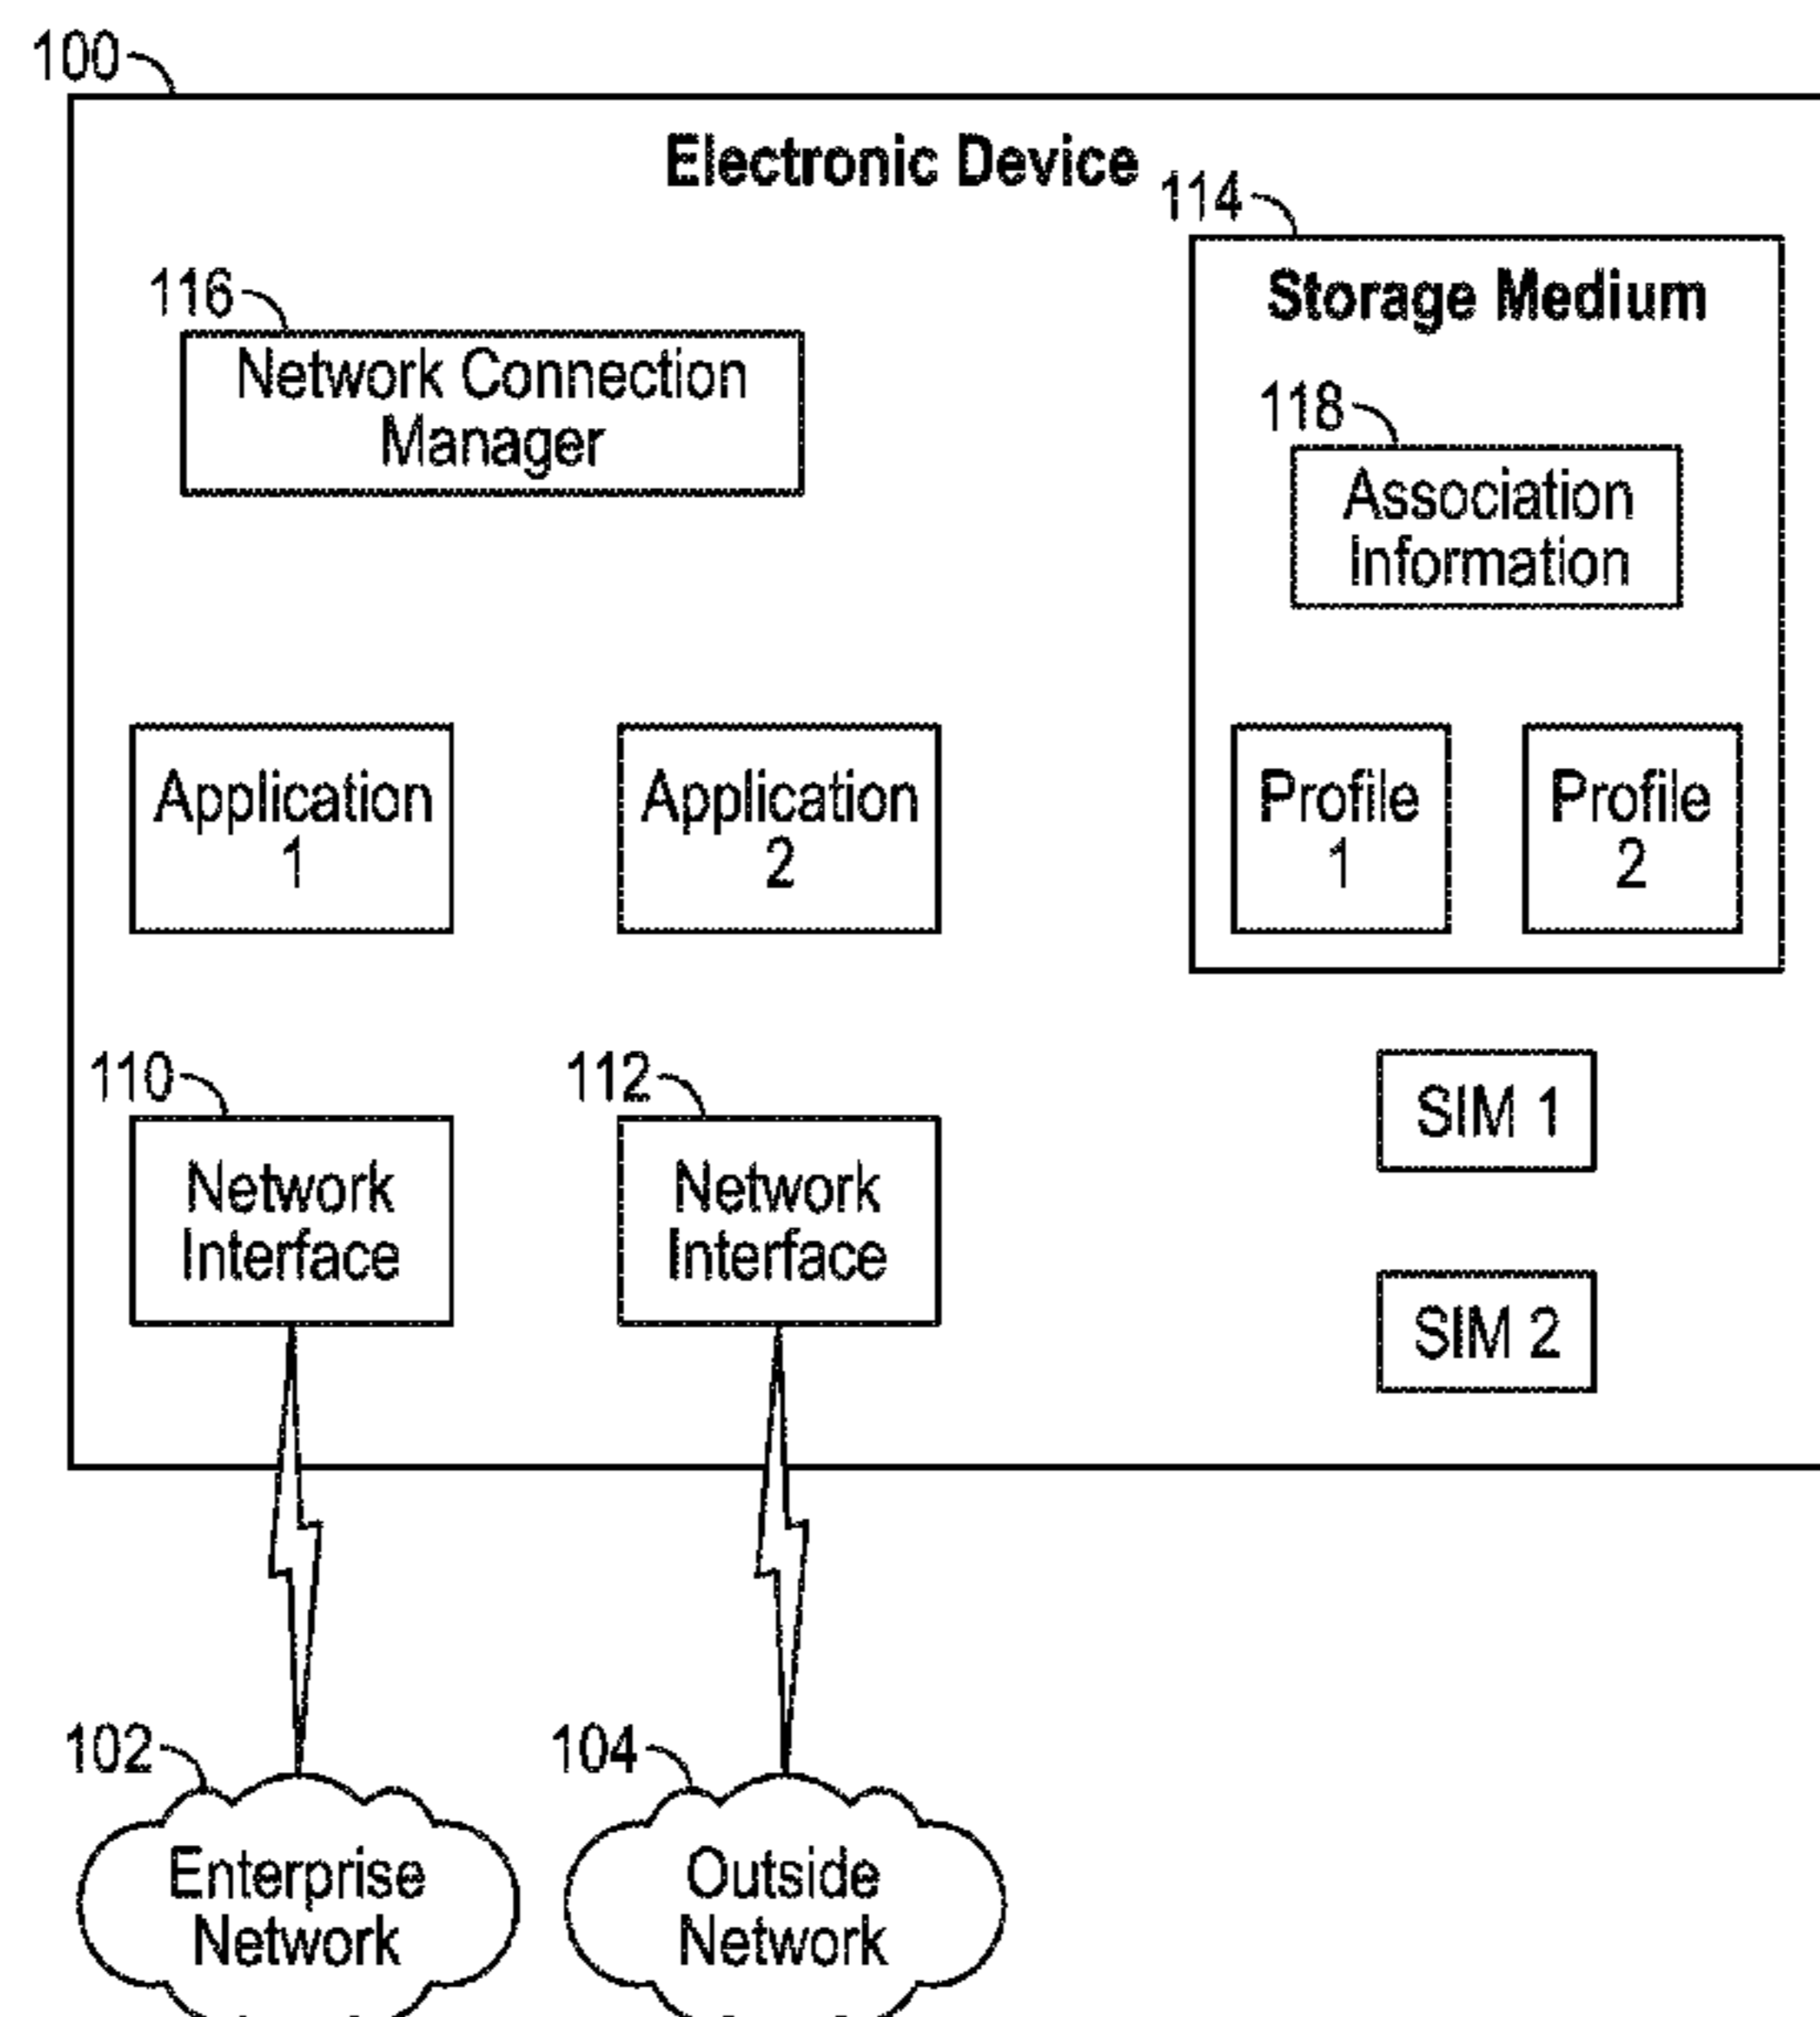 100
Electronic Device
114
Storage Medium
116
Network Connection
Manager
118
Association
Information
Application
1
Application
2
Profile
1
Profile
2
110
Network
Interface
112
Network
Interface
SIM 1
SIM 2
102
Enterprise
Network
104
Outside
Network